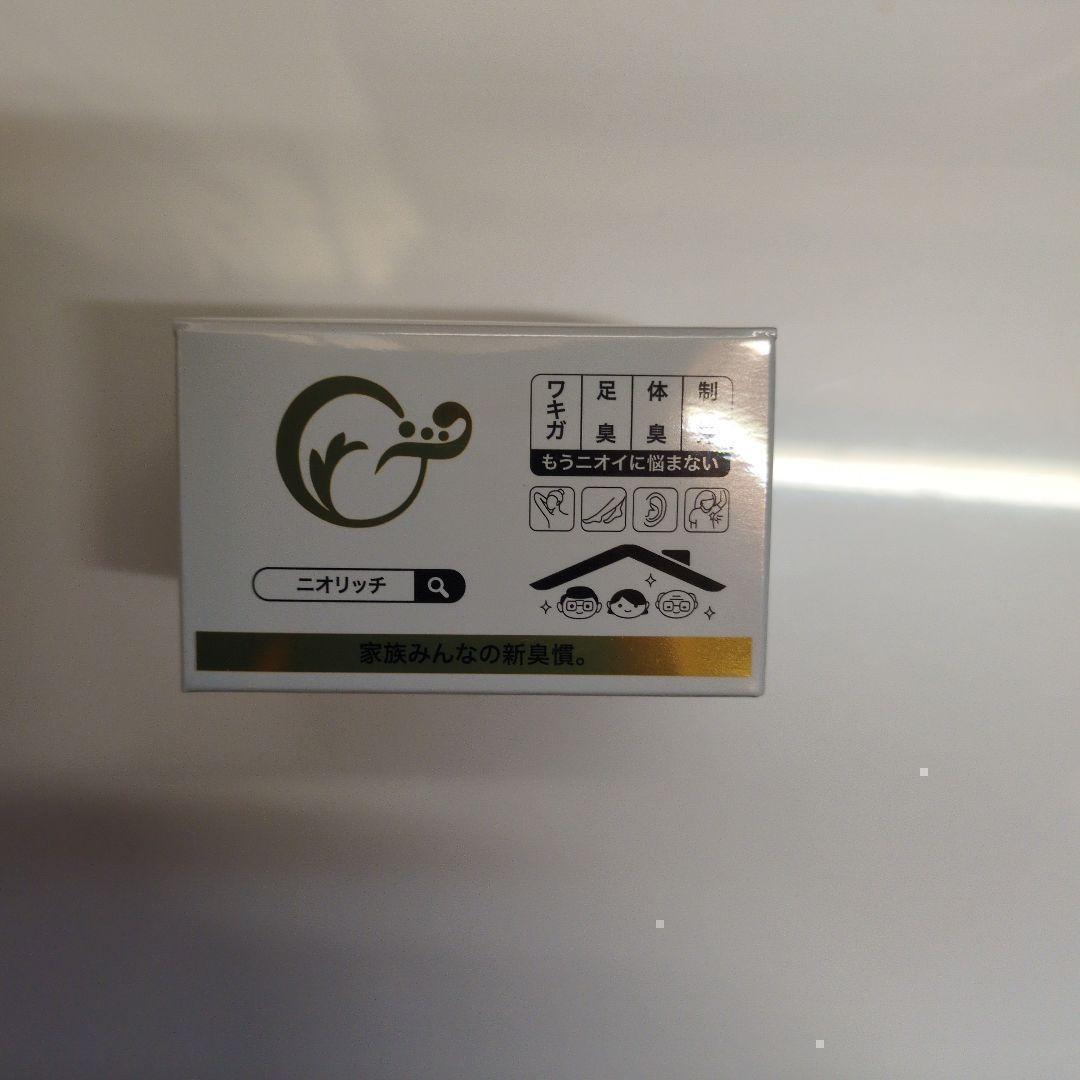 ワキガ
足臭
体臭
制
もうニオイに悩まない
ニオリッチ
家族みんなの新臭慣。